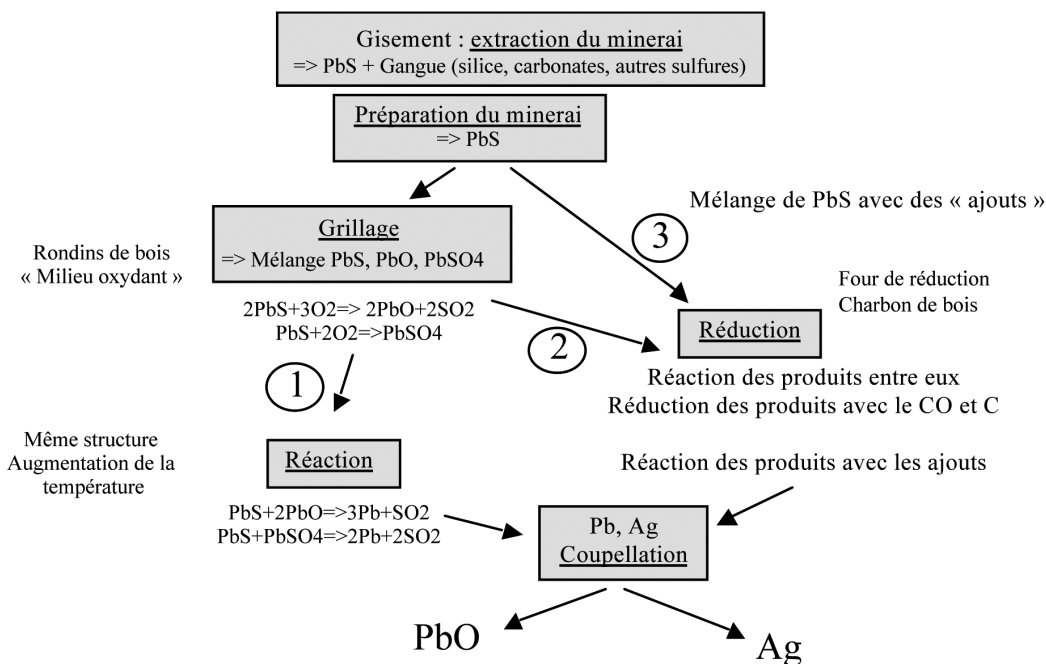 Gisement : extraction du minerai
=> PbS + Gangue (silice, carbonates, autres sulfures)
Préparation du minerai
=> PbS
Mélange de PbS avec des « ajouts »
3
Grillage
=> Mélange PbS, PbO, PbSO4
Rondins de bois
« Milieu oxydant »
2PbS+3O2=> 2PbO+2SO2
PbS+2O2=>PbSO4
Four de réduction
Charbon de bois
Réduction
2
1
Réaction des produits entre eux
Réduction des produits avec le CO et C
Même structure
Augmentation de la
température
Réaction
Réaction des produits avec les ajouts
PbS+2PbO=>3Pb+SO2
PbS+PbSO4=>2Pb+2SO2
Pb, Ag
Coupellation
PbO
Ag